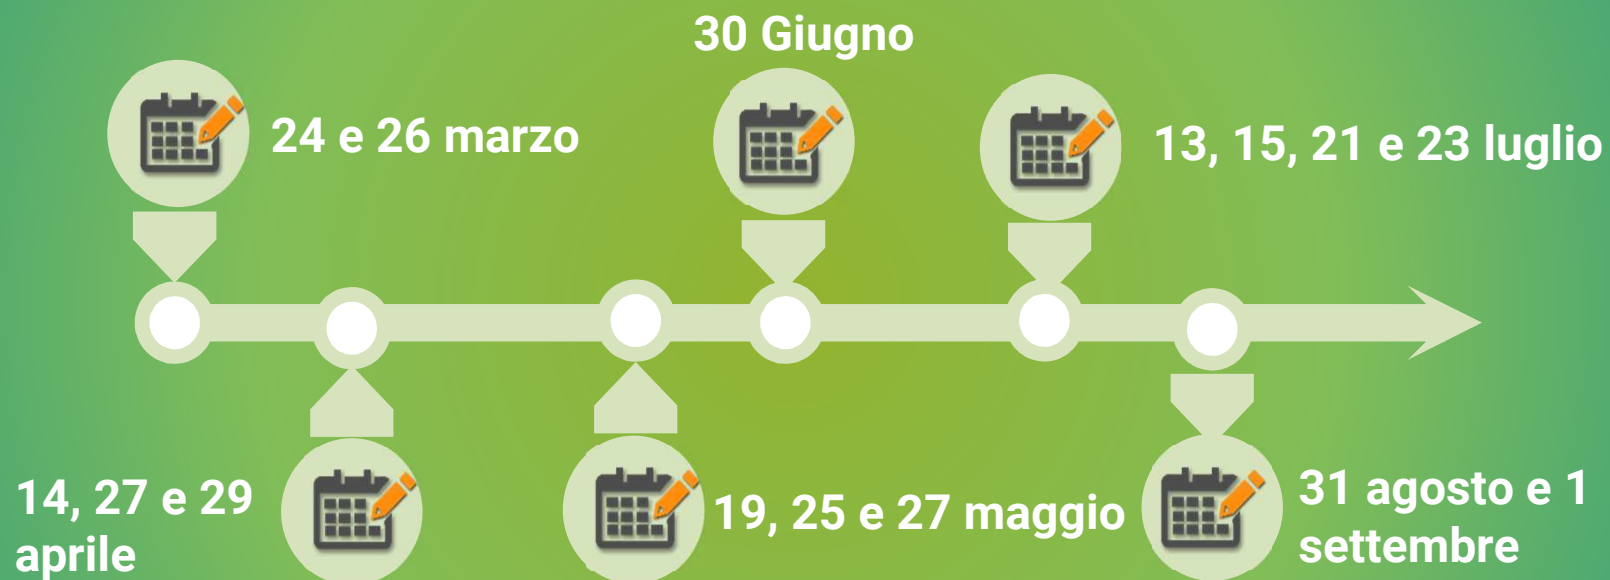 30 Giugno
24 e 26 marzo
13, 15, 21 e 23 luglio
14, 27 e 29
aprile
19, 25 e 27 maggio
31 agosto e 1
settembre